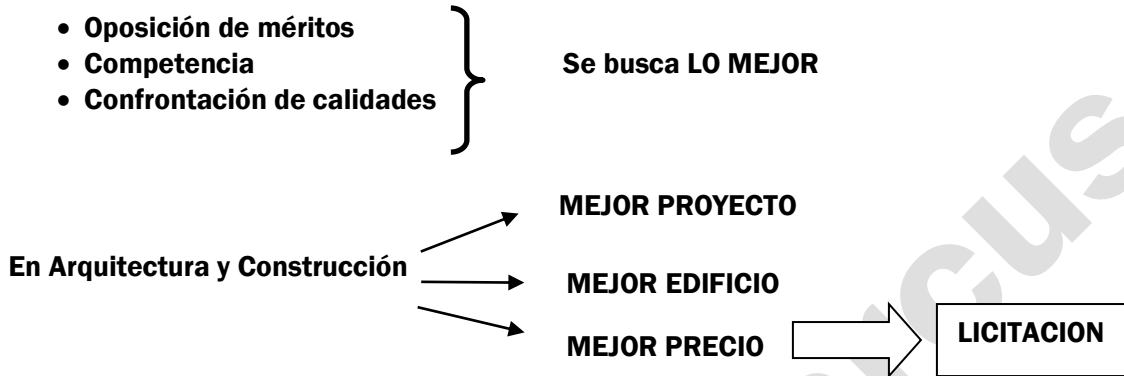 • Oposición de méritos
• Competencia
• Confrontación de calidades
Se busca LO MEJOR
MEJOR PROYECTO
En Arquitectura y Construcción
MEJOR EDIFICIO
MEJOR PRECIO
LICITACION